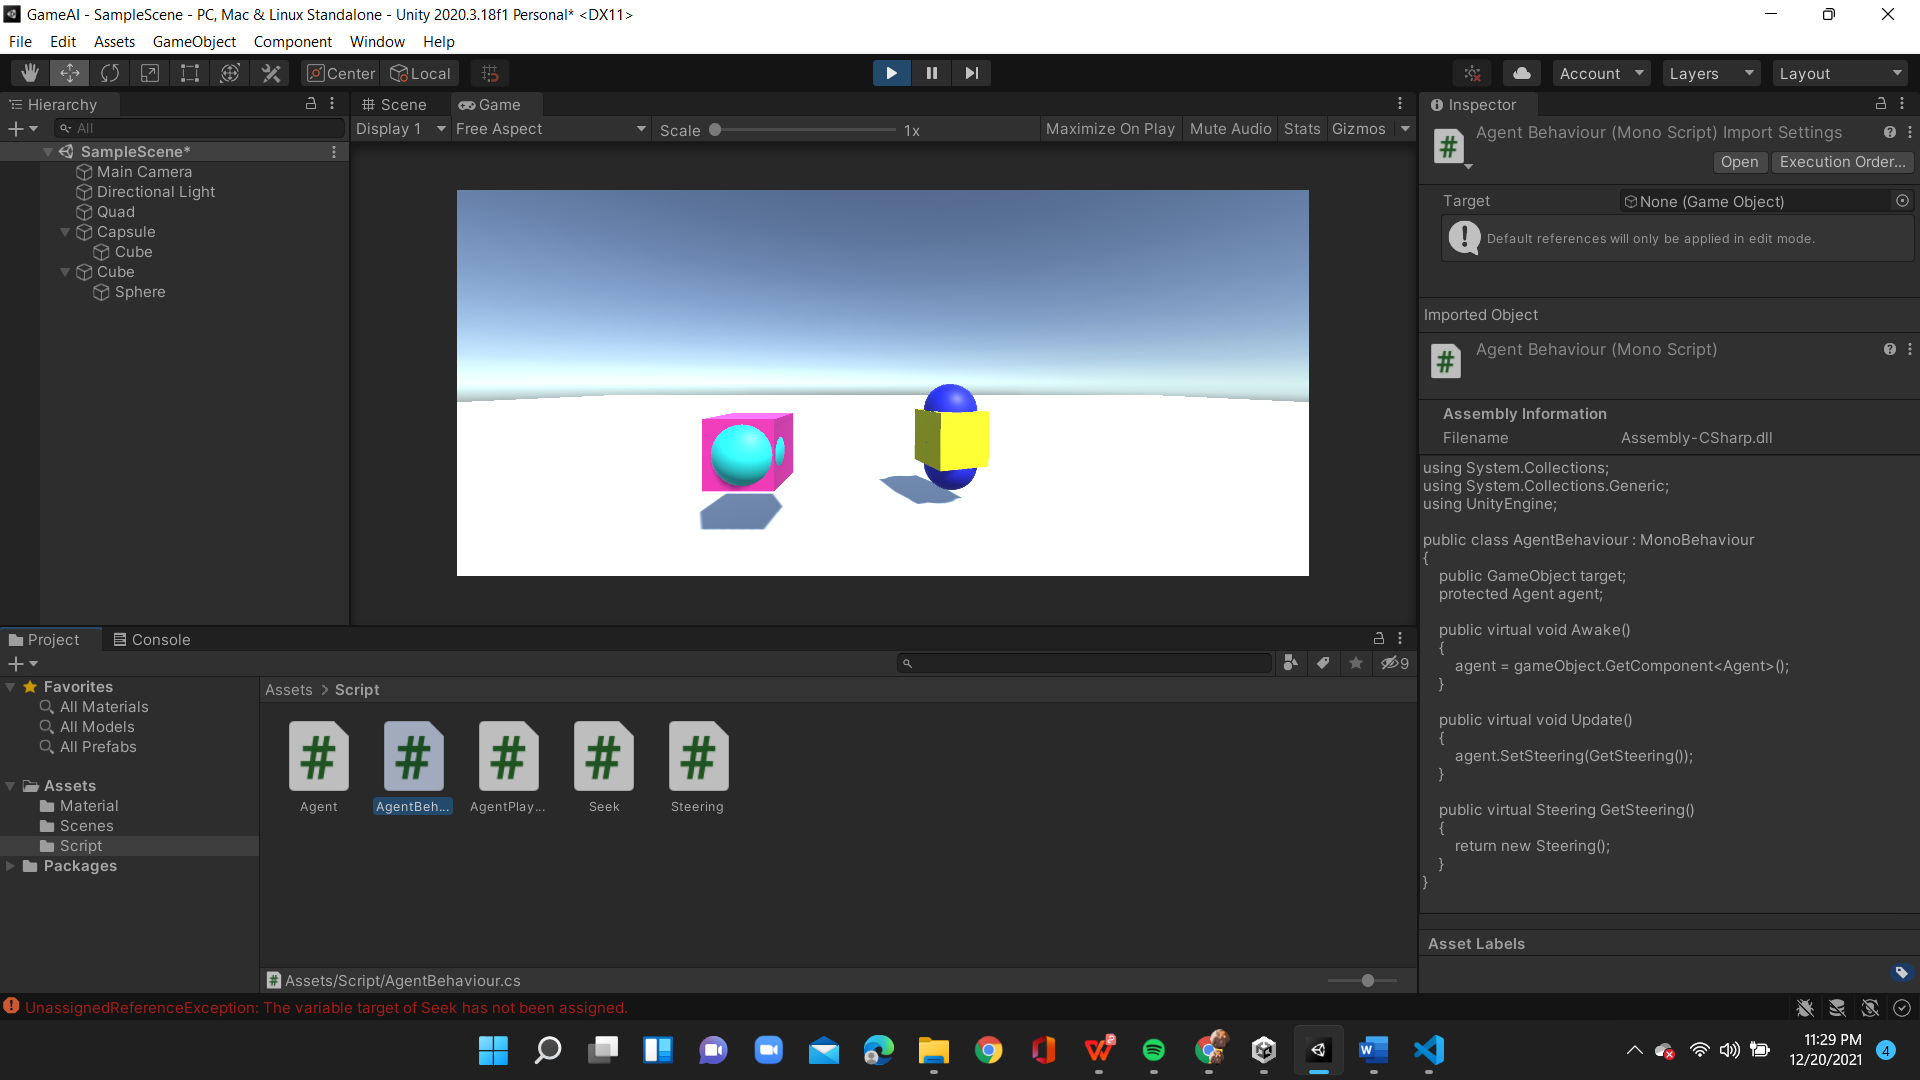 GameAI - SampleScene - PC, Mac & Linux Standalone - Unity 2020.3.18f1 Personal* <DX11>
File Edit Assets GameObject Component Window Help
Center Local Account Layers Layout
Hierarchy
All
SampleScene*
Main Camera
Directional Light
Quad
Capsule
Cube
Cube
Sphere
Scene Game
Display 1 Free Aspect Scale 1x Maximize On Play Mute Audio Stats Gizmos
Inspector
Agent Behaviour (Mono Script) Import Settings
Open Execution Order...
Target None (Game Object)
Default references will only be applied in edit mode.
Imported Object
Agent Behaviour (Mono Script)
Assembly Information
Filename Assembly-CSharp.dll
using System.Collections;
using System.Collections.Generic;
using UnityEngine;
public class AgentBehaviour : MonoBehaviour
{
public GameObject target;
protected Agent agent;
public virtual void Awake()
{
agent = gameObject.GetComponent<Agent>();
}
public virtual void Update()
{
agent.SetSteering(GetSteering());
}
public virtual Steering GetSteering()
{
return new Steering();
}
}
Asset Labels
Project Console
9
Favorites
All Materials
All Models
All Prefabs
Assets
Material
Scenes
Script
Packages
Assets > Script
# # # # #
Agent AgentBeh... AgentPlay... Seek Steering
Assets/Script/AgentBehaviour.cs
UnassignedReferenceException: The variable target of Seek has not been assigned.
11:29 PM
12/20/2021
4